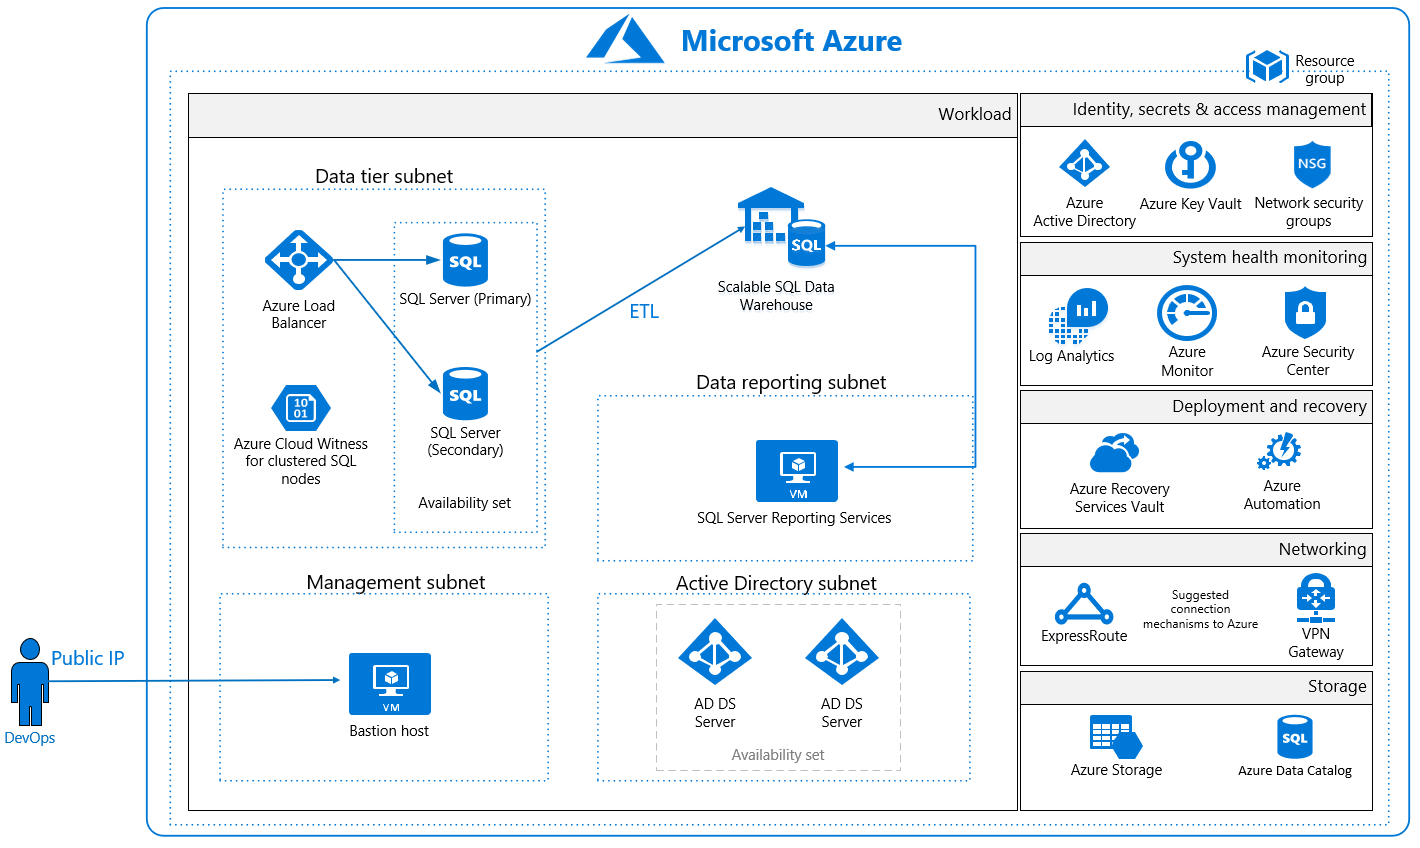 Microsoft Azure
Resource
group
Workload
Data tier subnet
Azure Load
Balancer
SQL
SQL Server (Primary)
SQL
SQL Server
(Secondary)
10
01
Azure Cloud Witness
for clustered SQL
nodes
Availability set
ETL
SQL
Scalable SQL Data
Warehouse
Data reporting subnet
VM
SQL Server Reporting Services
Management subnet
VM
Bastion host
Public IP
DevOps
Active Directory subnet
AD DS
Server
AD DS
Server
Availability set
Identity, secrets & access management
Azure
Active Directory
Azure Key Vault
NSG
Network security
groups
System health monitoring
Log Analytics
Azure
Monitor
Azure Security
Center
Deployment and recovery
Azure Recovery
Services Vault
Azure
Automation
Networking
ExpressRoute
Suggested
connection
mechanisms to Azure
VPN
Gateway
Storage
Azure Storage
SQL
Azure Data Catalog